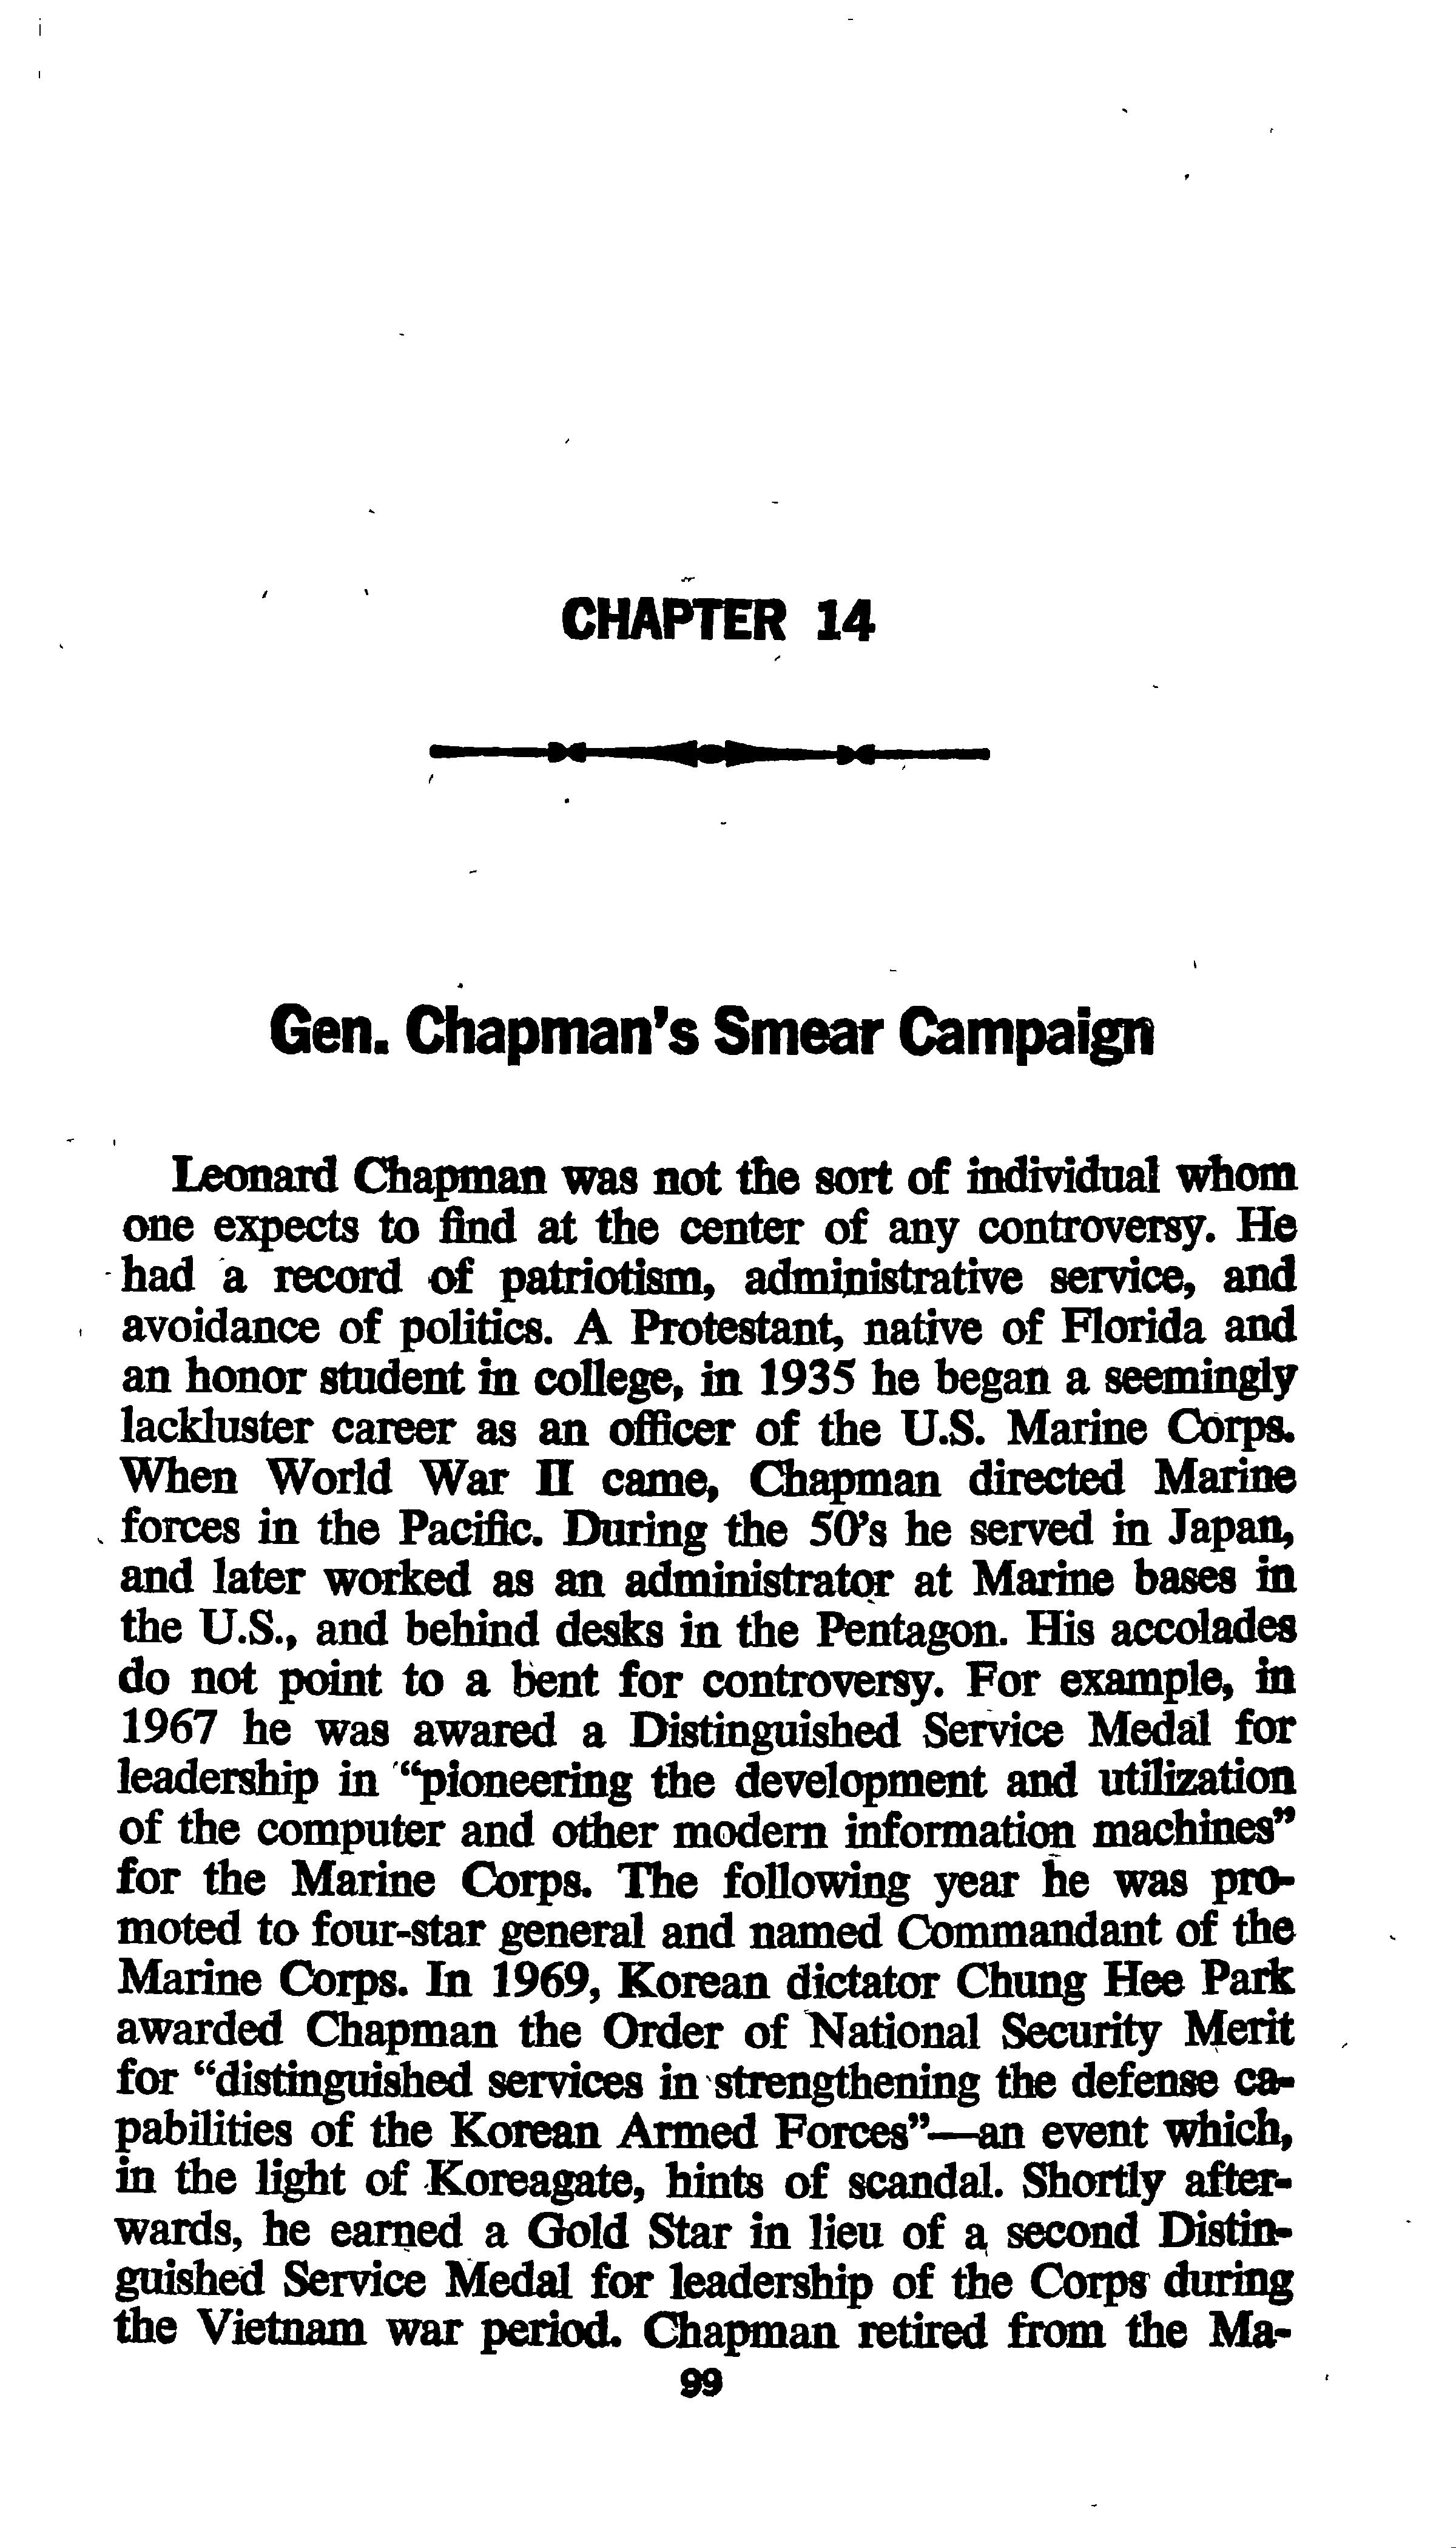 CHAPTER 14
Gen. Chapman's Smear Campaign
Leonard Chapman was not the sort of individual whom
one expects to find at the center of any controversy. He
had a record of patriotism, administrative service, and
avoidance of politics. A Protestant, native of Florida and
an honor student in college, in 1935 he began a seemingly
lackluster career as an officer of the U.S. Marine Corps.
When World War II came, Chapman directed Marine
forces in the Pacific. During the 50's he served in Japan,
and later worked as an administrator at Marine bases in
the U.S., and behind desks in the Pentagon. His accolades
do not point to a bent for controversy. For example, in
1967 he was awared a Distinguished Service Medal for
leadership in “pioneering the development and utilization
of the computer and other modern information machines”
for the Marine Corps. The following year he was pro-
moted to four-star general and named Commandant of the
Marine Corps. In 1969, Korean dictator Chung Hee Park
awarded Chapman the Order of National Security Merit
for “distinguished services in strengthening the defense ca-
pabilities of the Korean Armed Forces”—an event which,
in the light of Koreagate, hints of scandal. Shortly after-
wards, he earned a Gold Star in lieu of a second Distin-
guished Service Medal for leadership of the Corps during
the Vietnam war period. Chapman retired from the Ma-
99